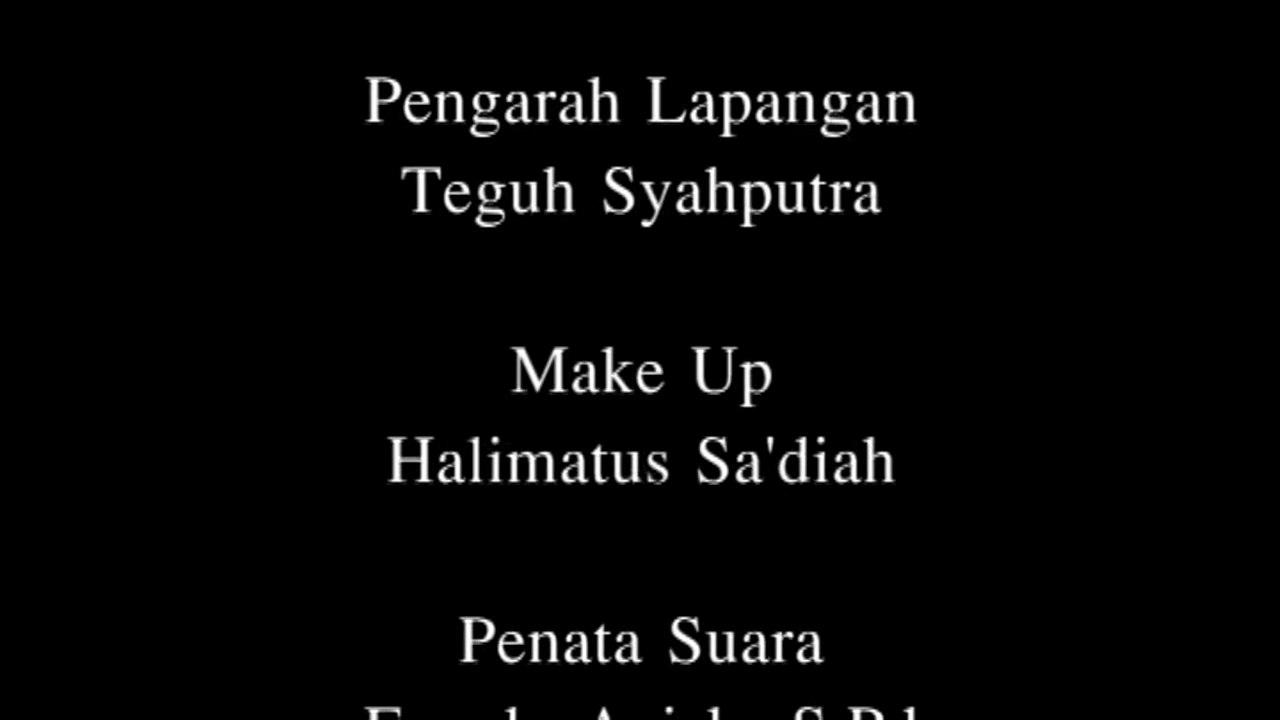 Pengarah Lapangan
Teguh Syahputra
Make Up
Halimatus Sa'diah
Penata Suara